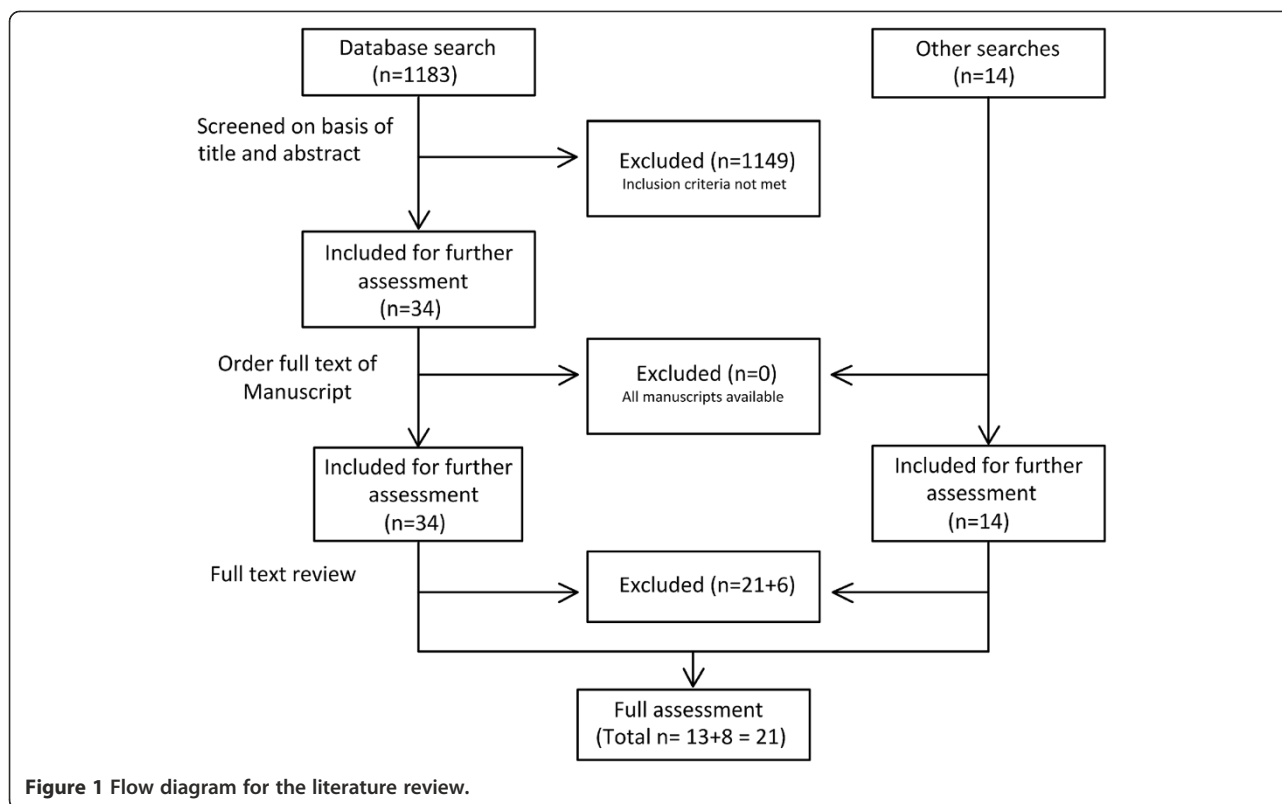 Database search
(n=1183)
Other searches
(n=14)
Screened on basis of
title and abstract
Excluded (n=1149)
Inclusion criteria not met
Included for further
assessment
(n=34)
Order full text of
Manuscript
Excluded (n=0)
All manuscripts available
Included for further
assessment
(n=34)
Included for further
assessment
(n=14)
Full text review
Excluded (n=21+6)
Full assessment
(Total n= 13+8 = 21)
Figure 1 Flow diagram for the literature review.